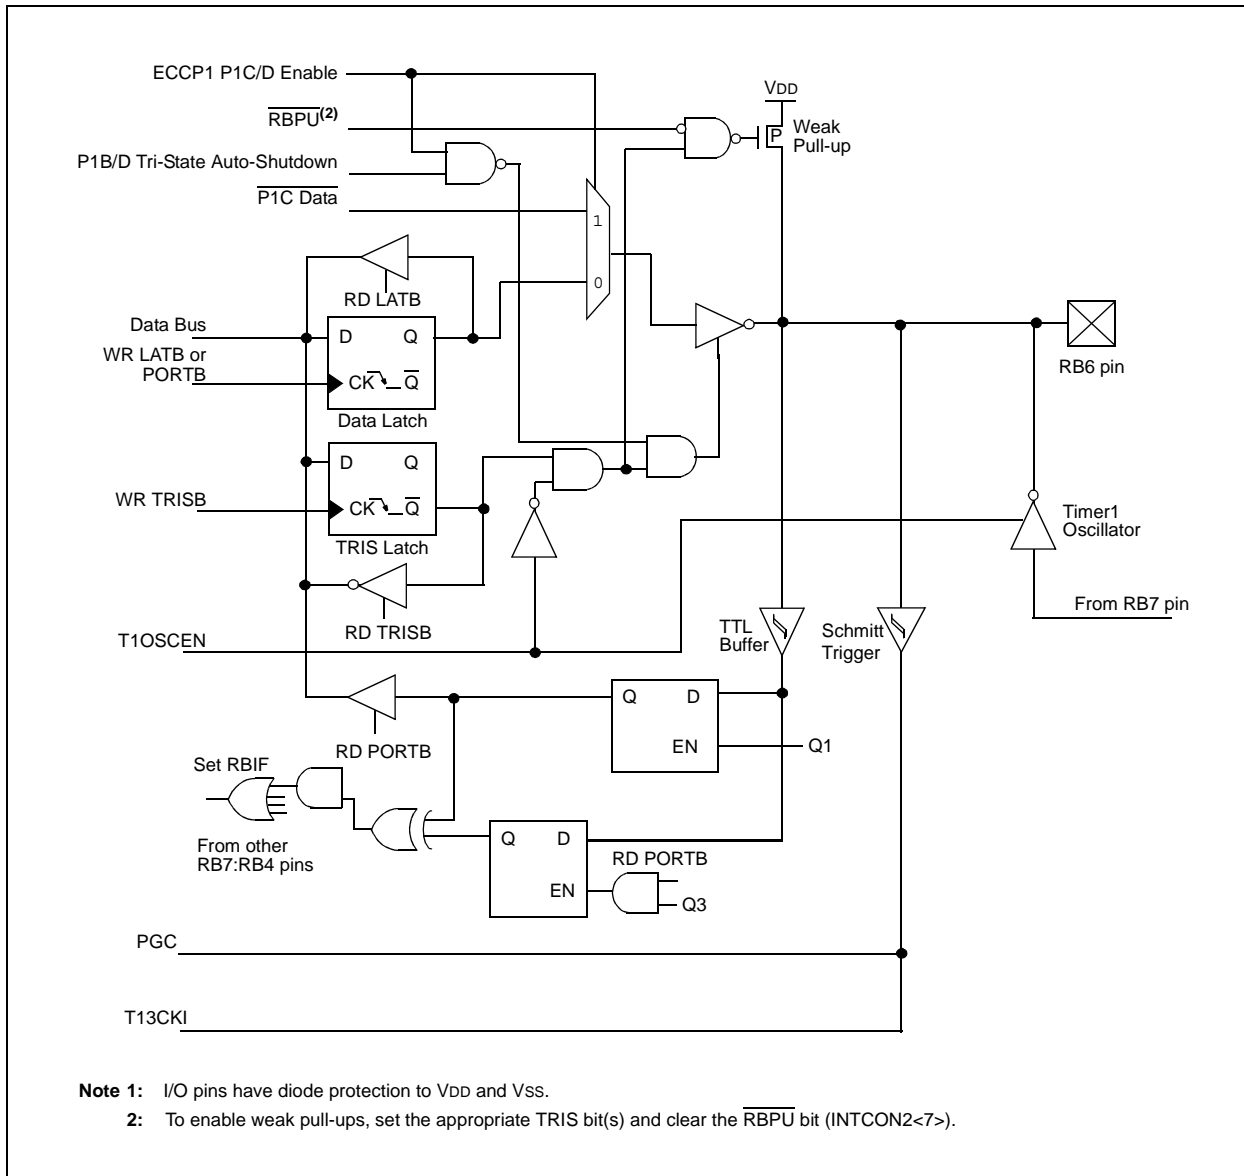 ECCP1 P1C/D Enable
RBPU(2)
VDD
P
Weak
Pull-up
P1B/D Tri-State Auto-Shutdown
P1C Data
1
0
RD LATB
Data Bus
D Q
WR LATB or
PORTB
CK Q
Data Latch
RB6 pin
D Q
WR TRISB
CK Q
TRIS Latch
Timer1
Oscillator
RD TRISB
From RB7 pin
T1OSCEN
TTL
Buffer
Schmitt
Trigger
Q D
EN
Q1
RD PORTB
Set RBIF
From other
RB7:RB4 pins
Q D
EN
RD PORTB
Q3
PGC
T13CKI
Note 1: I/O pins have diode protection to VDD and VSS.
2: To enable weak pull-ups, set the appropriate TRIS bit(s) and clear the RBPU bit (INTCON2<7>).